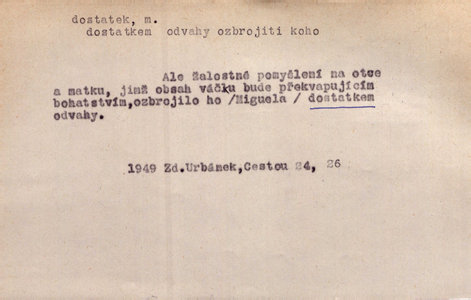 dostatek, m.
dostatkem odvahy ozbrojiti koho
Ale žalostné pomyšlení na otce
a matku, jimž obsah váčku bude překvapujícím
bohatstvím,ozbrojilo ho /Miguela / dostatkem
odvahy.
1949 Zd.Urbánek,Cestou 24, 26